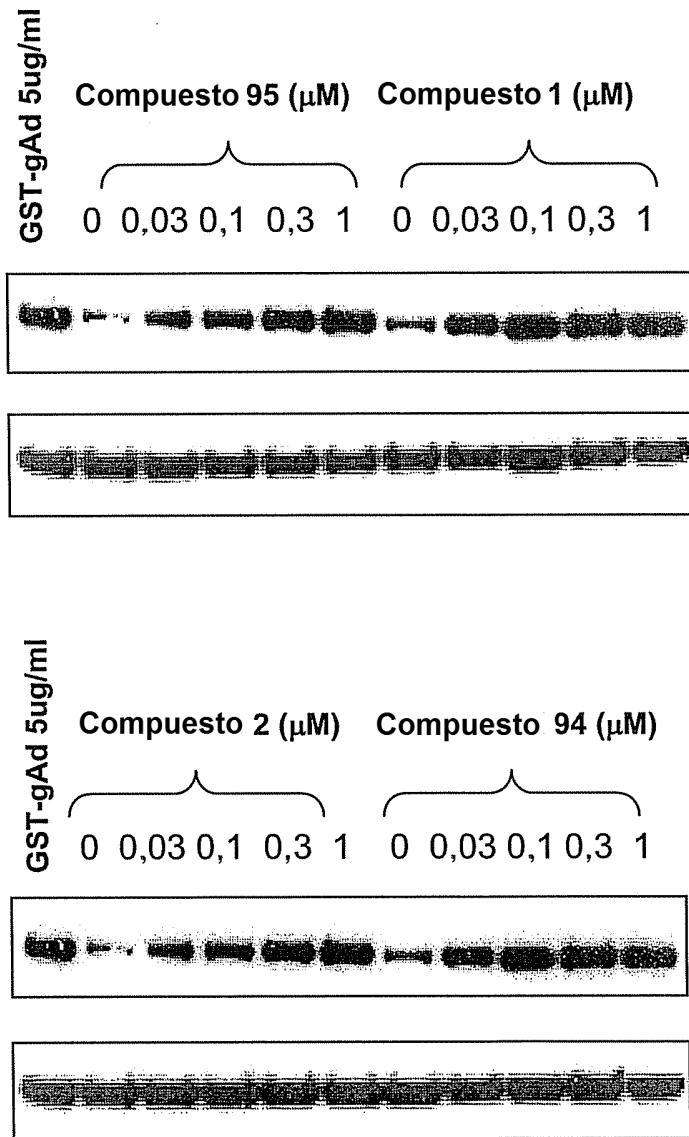 GST-gAd 5ug/ml
Compuesto 95 (μM) Compuesto 1 (μM)
0 0,03 0,1 0,3 1 0 0,03 0,1 0,3 1
GST-gAd 5ug/ml
Compuesto 2 (μM) Compuesto 94 (μM)
0 0,03 0,1 0,3 1 0 0,03 0,1 0,3 1